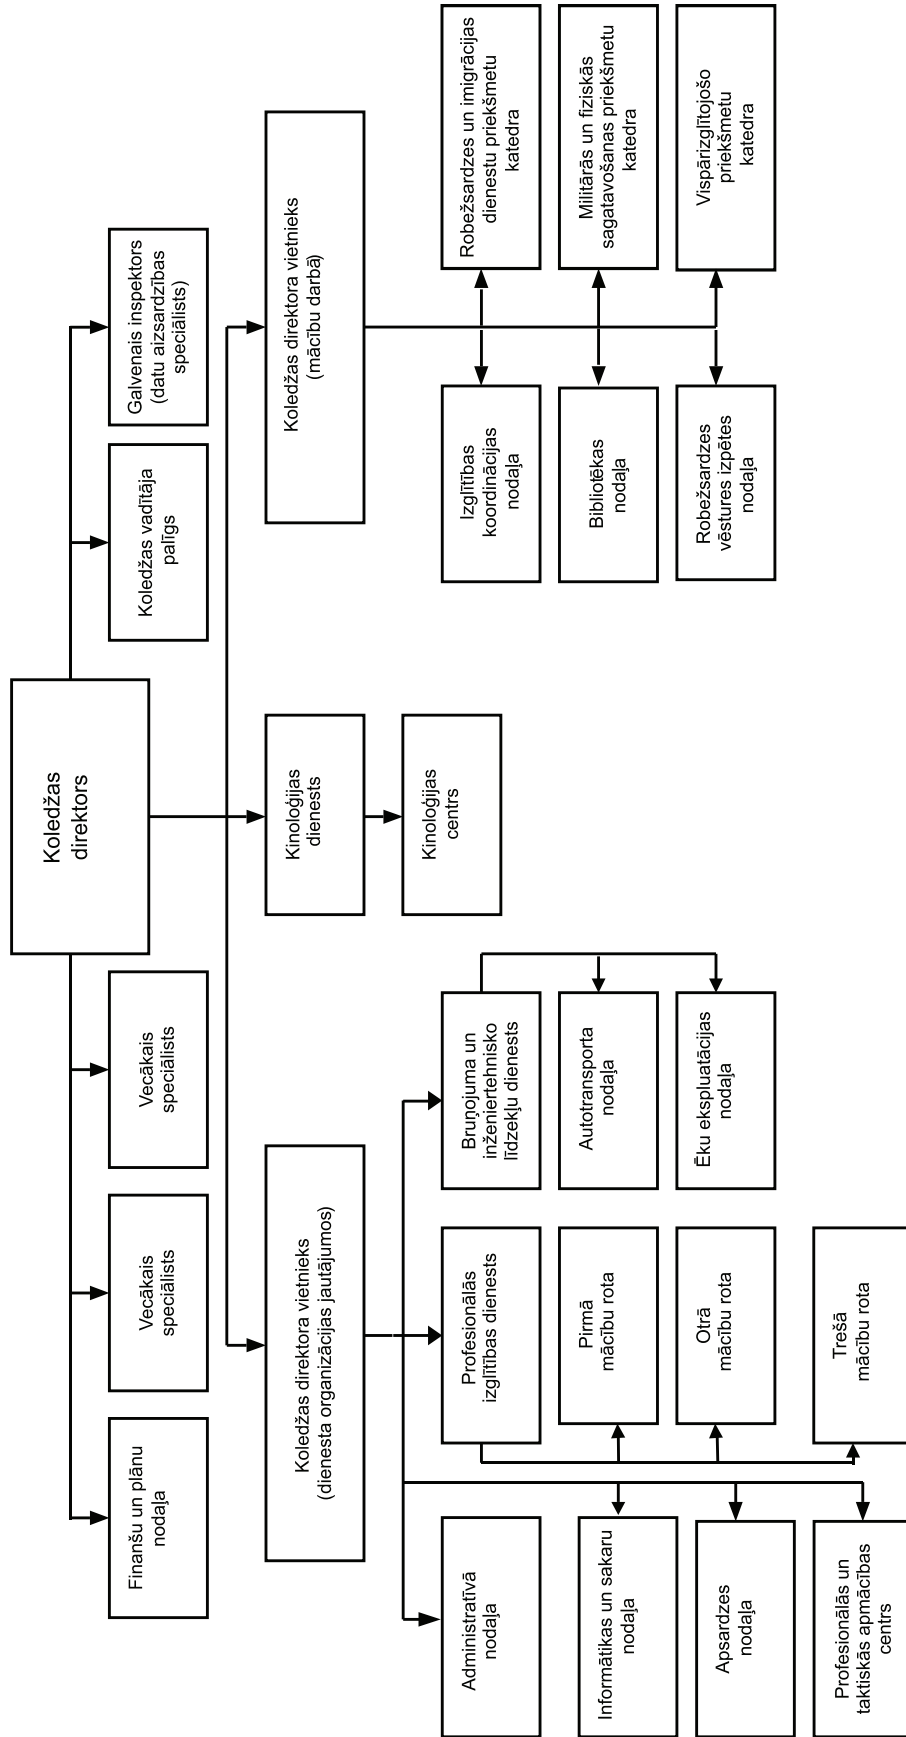 Koledžas
direktors
Finanšu un plānu
nodaļa
Vecākais
speciālists
Vecākais
speciālists
Koledžas vadītāja
palīgs
Galvenais inspektors
(datu aizsardzības
speciālists)
Koledžas direktora vietnieks
(dienesta organizācijas jautājumos)
Kinoloģijas
dienests
Koledžas direktora vietnieks
(mācību darbā)
Kinoloģijas
centrs
Administratīvā
nodaļa
Profesionālās
izglītības dienests
Bruņojuma un
inženiertehnisko
līdzekļu dienests
Izglītības
koordinācijas
nodaļa
Robežsardzes un imigrācijas
dienestu priekšmetu
katedra
Informātikas un sakaru
nodaļa
Pirmā
mācību rota
Autotransporta
nodaļa
Bibliotēkas
nodaļa
Militārās un fiziskās
sagatavošanas priekšmetu
katedra
Apsardzes
nodaļa
Otrā
mācību rota
Ēku ekspluatācijas
nodaļa
Robežsardzes
vēstures izpētes
nodaļa
Vispārizglītojošo
priekšmetu
katedra
Profesionālās un
taktiskās apmācības
centrs
Trešā
mācību rota